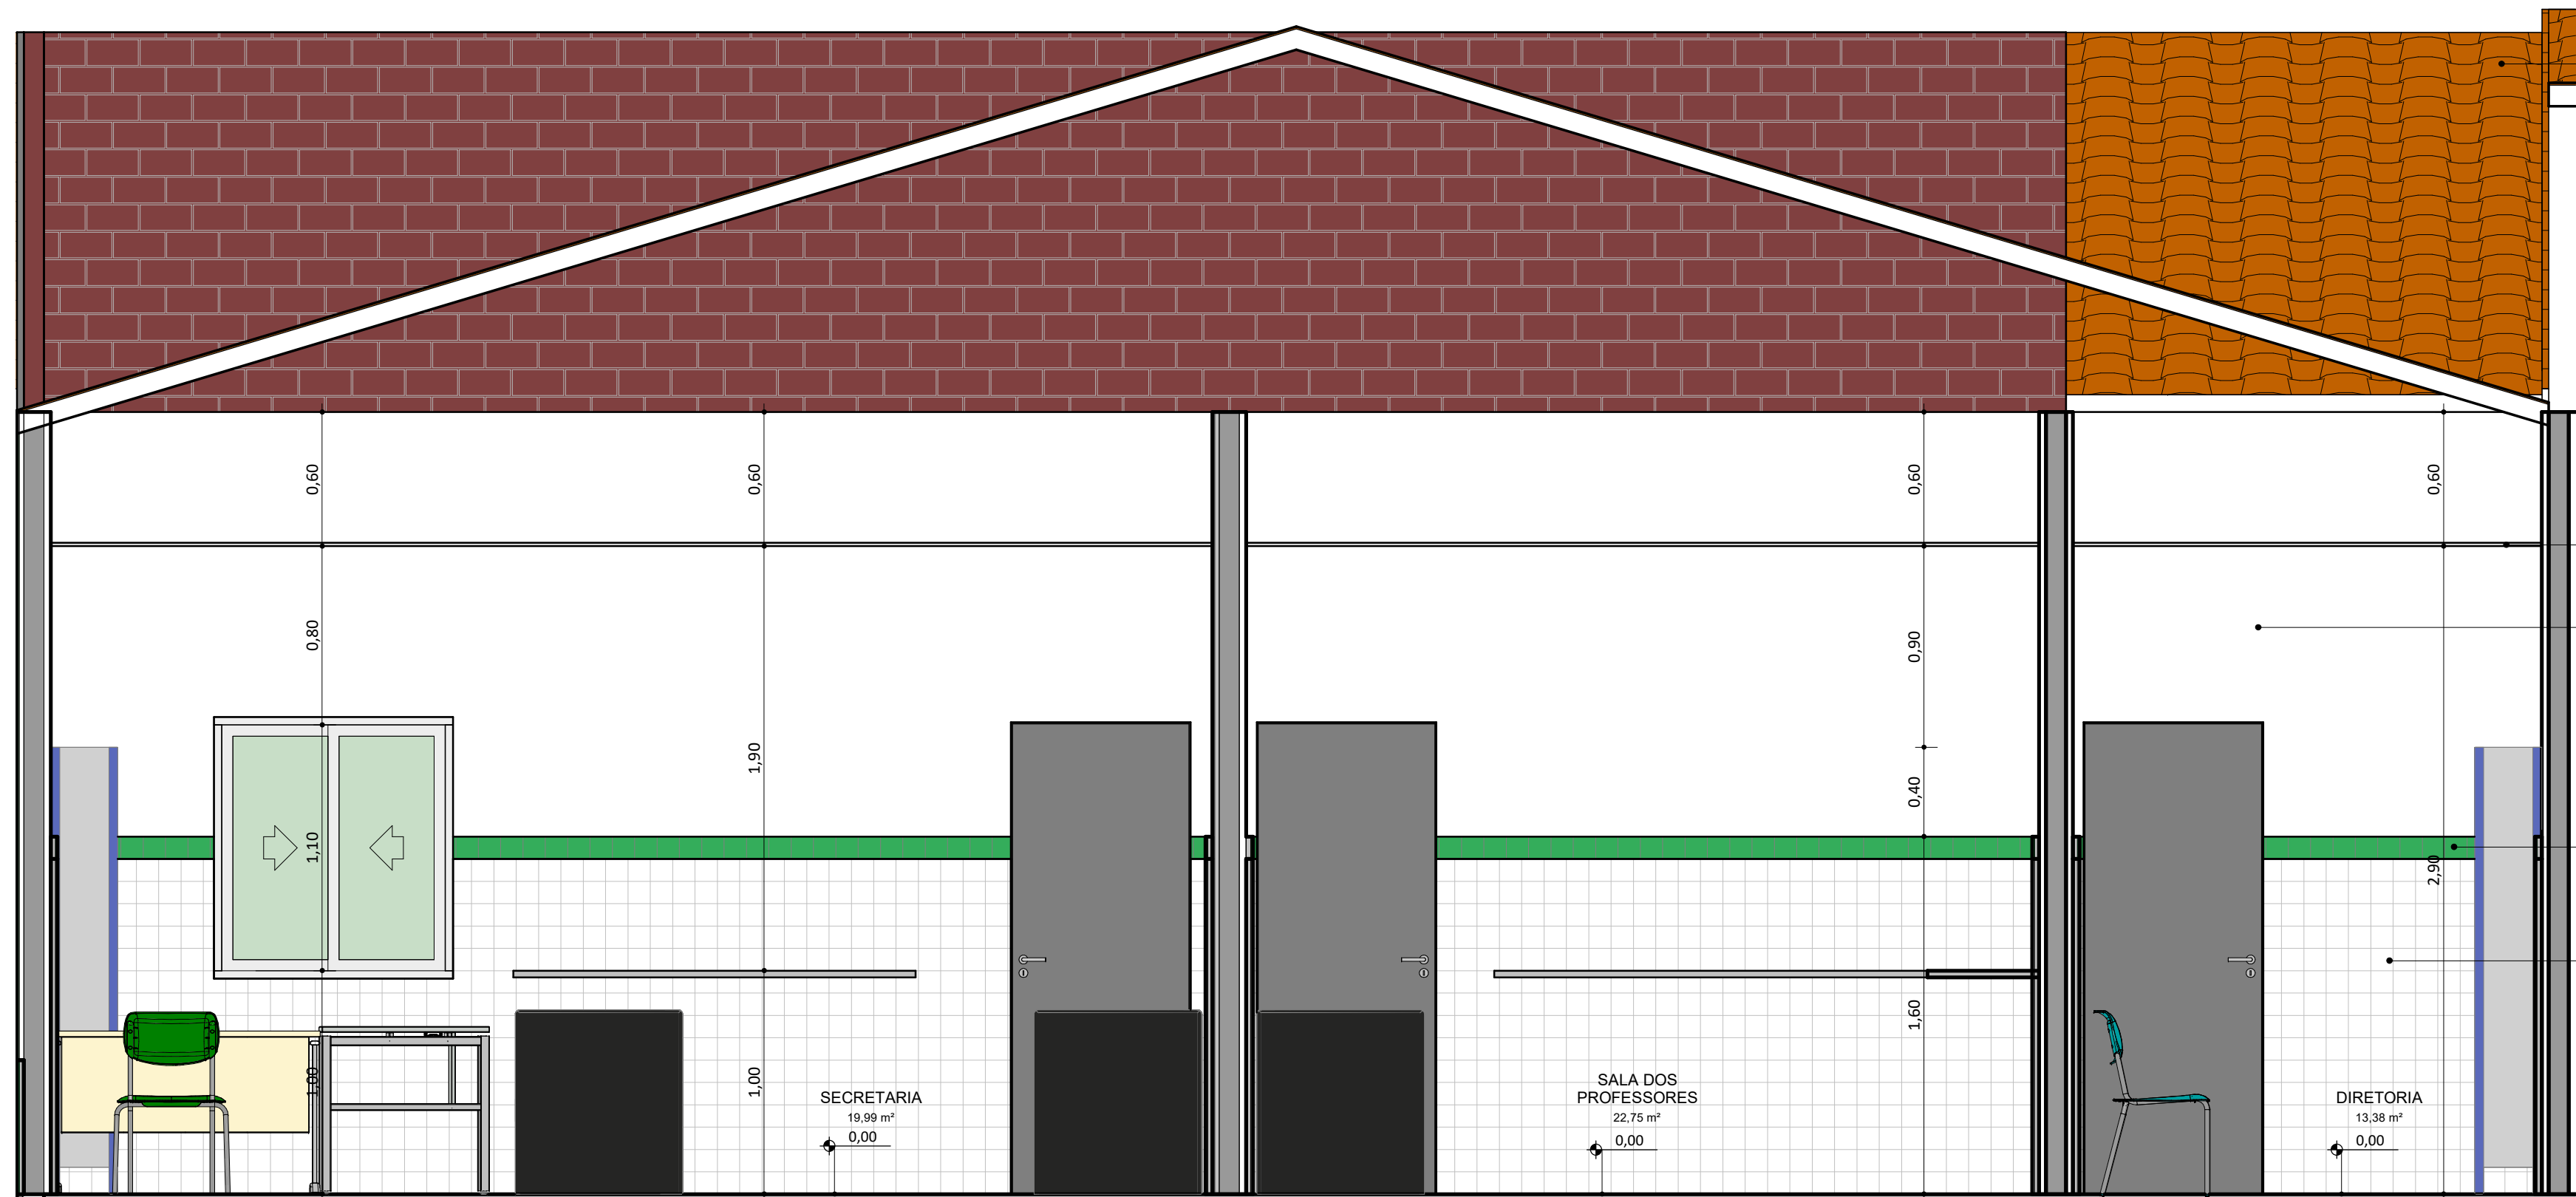 0,60
0,60
0,60
0,60
0,80
0,90
1,90
0,40
1,10
2,90
1,60
1,00
1,00
SECRETARIA
19,99 m²
0,00
SALA DOS
PROFESSORES
22,75 m²
0,00
DIRETORIA
13,38 m²
0,00